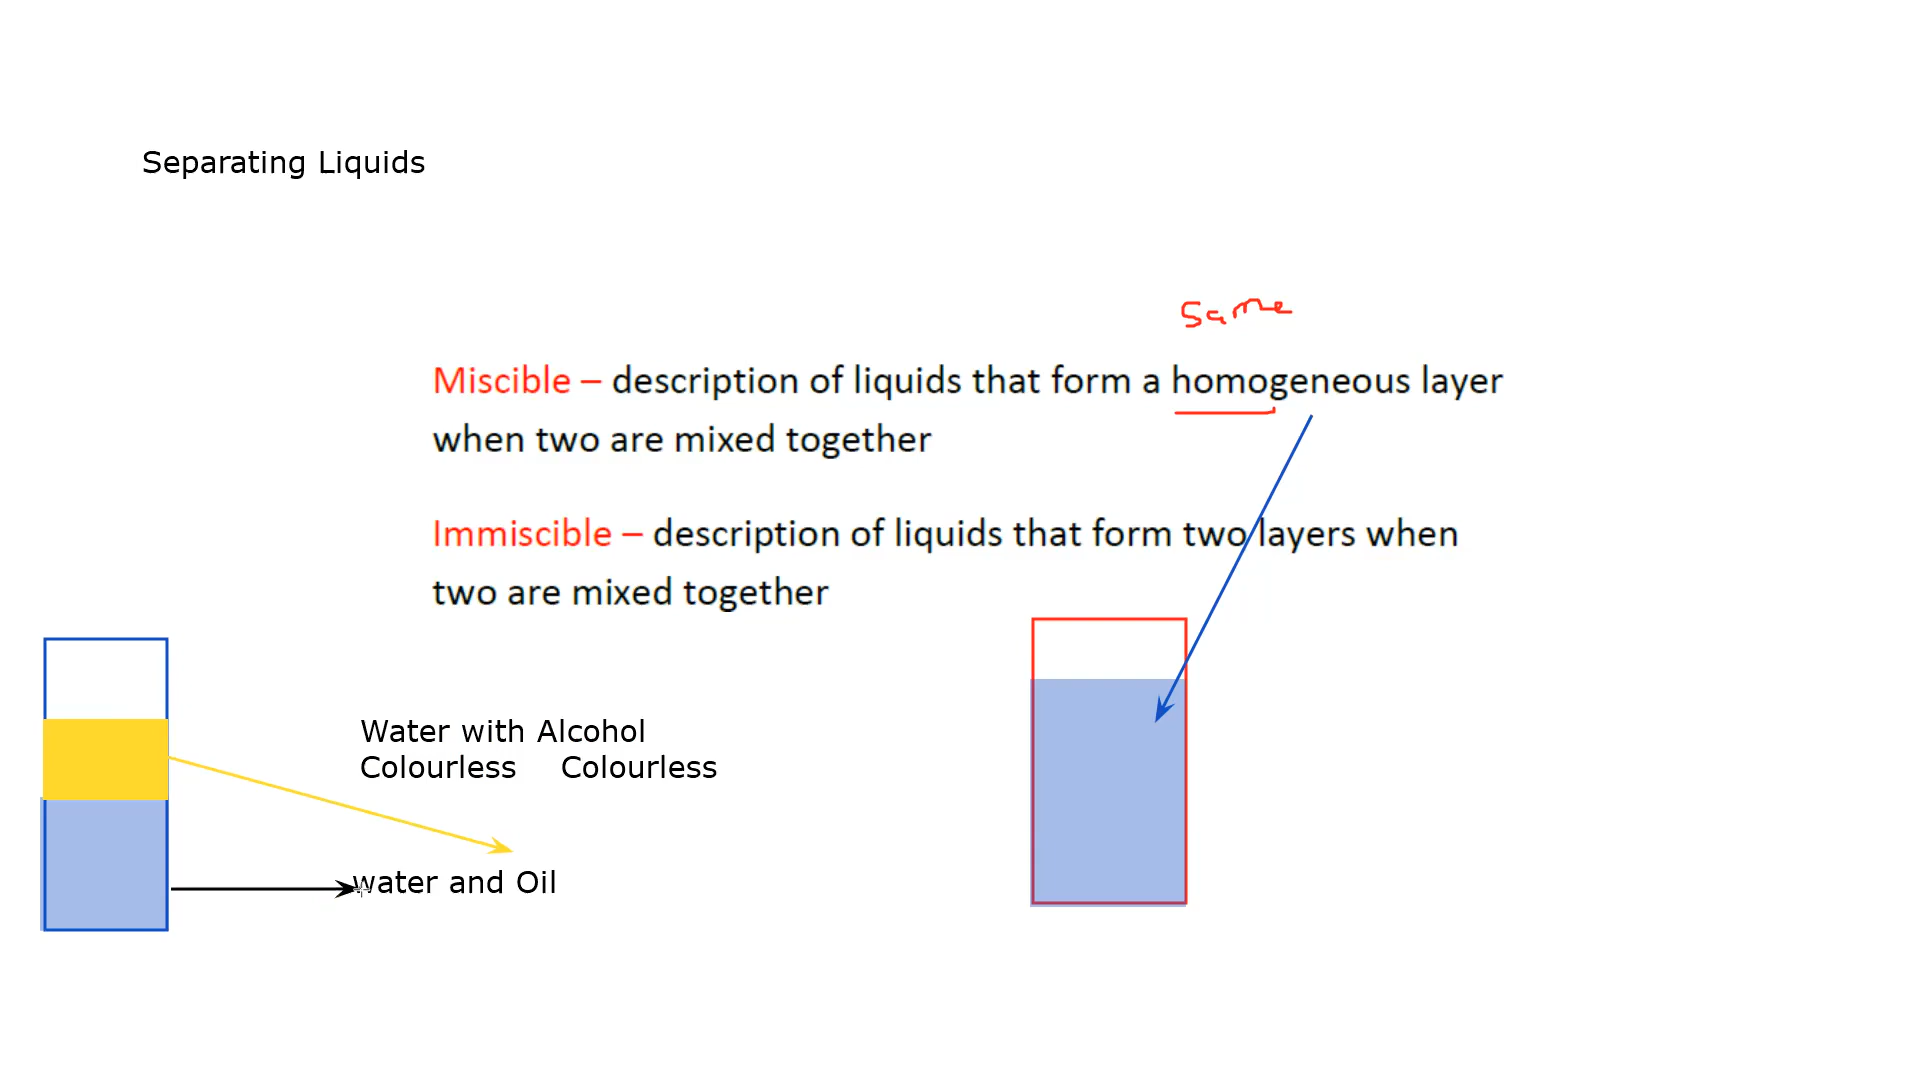 Separating Liquids
same
Miscible – description of liquids that form a homogeneous layer
when two are mixed together
Immiscible – description of liquids that form two layers when
two are mixed together
Water with Alcohol
Colourless Colourless
water and Oil